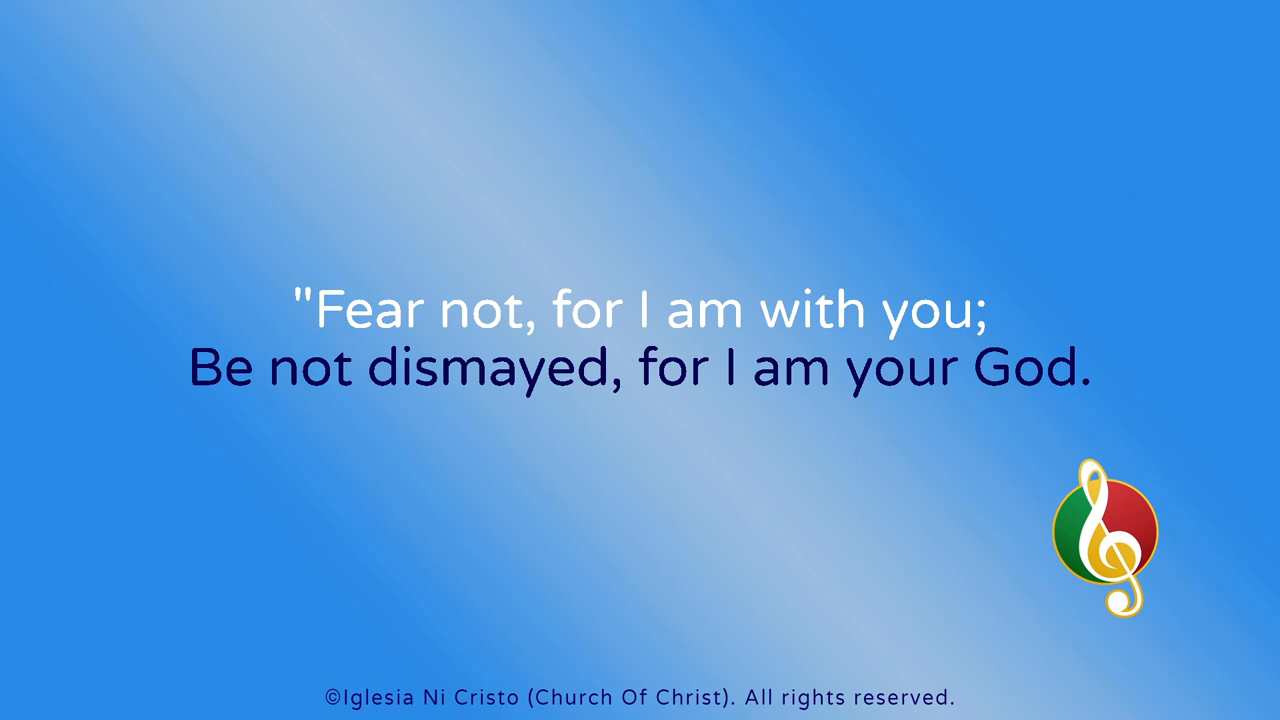 "Fear not, for I am with you;
Be not dismayed, for I am your God.
©Iglesia Ni Cristo (Church Of Christ). All rights reserved.